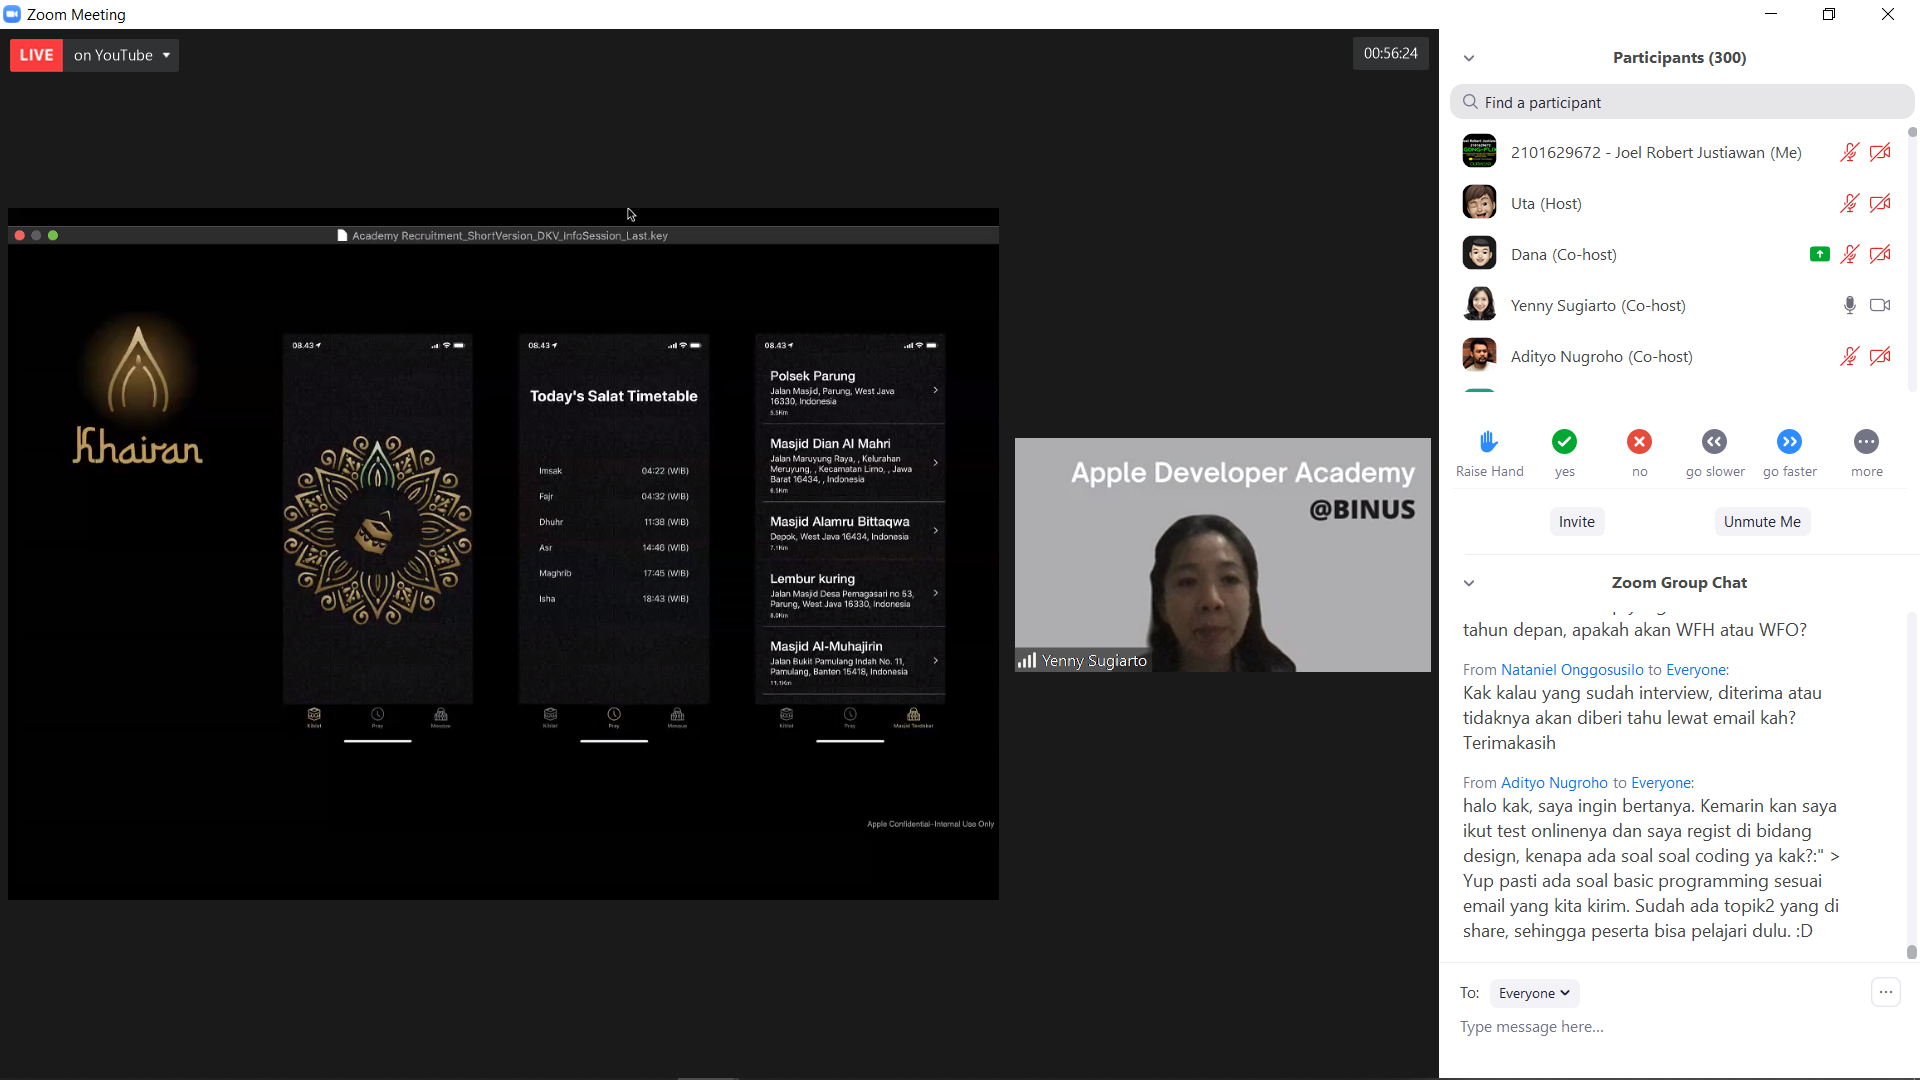 Zoom Meeting
LIVE on YouTube
00:56:24
Academy Recruitment_ShortVersion_DKV_InfoSession_Last.key
Khairan
08.43
08.43
Today's Salat Timetable
Imsak 04:22 (WIB)
Fajr 04:32 (WIB)
Dhuhr 11:38 (WIB)
Asr 14:46 (WIB)
Maghrib 17:45 (WIB)
Isha 18:43 (WIB)
08.43
Polsek Parung
Jalan Masjid, Parung, West Java
16330, Indonesia
5.5Km
Masjid Dian Al Mahri
Jalan Maruyung Raya, , Kelurahan
Meruyung, , Kecamatan Limo, , Jawa
Barat 16434, , Indonesia
6.5Km
Masjid Alamru Bittaqwa
Depok, West Java 16434, Indonesia
7.1Km
Lembur kuring
Jalan Masjid Desa Pemagasari no 53,
Parung, West Java 16330, Indonesia
Masjid Al-Muhajirin
Jalan Bukit Pamulang Indah No. 11,
Pamulang, Banten 15418, Indonesia
11.1Km
Kiblat Pray Mosque
Kiblat Pray Mosque
Kiblat Pray Masjid Terdekat
Apple Confidential–Internal Use Only
Apple Developer Academy
@BINUS
Yenny Sugiarto
Participants (300)
Find a participant
2101629672 - Joel Robert Justiawan (Me)
Uta (Host)
Dana (Co-host)
Yenny Sugiarto (Co-host)
Adityo Nugroho (Co-host)
Raise Hand yes no go slower go faster more
Invite Unmute Me
Zoom Group Chat
tahun depan, apakah akan WFH atau WFO?
From Nataniel Onggosusilo to Everyone:
Kak kalau yang sudah interview, diterima atau
tidaknya akan diberi tahu lewat email kah?
Terimakasih
From Adityo Nugroho to Everyone:
halo kak, saya ingin bertanya. Kemarin kan saya
ikut test onlinenya dan saya regist di bidang
design, kenapa ada soal soal coding ya kak?:" >
Yup pasti ada soal basic programming sesuai
email yang kita kirim. Sudah ada topik2 yang di
share, sehingga peserta bisa pelajari dulu. :D
To: Everyone
Type message here...